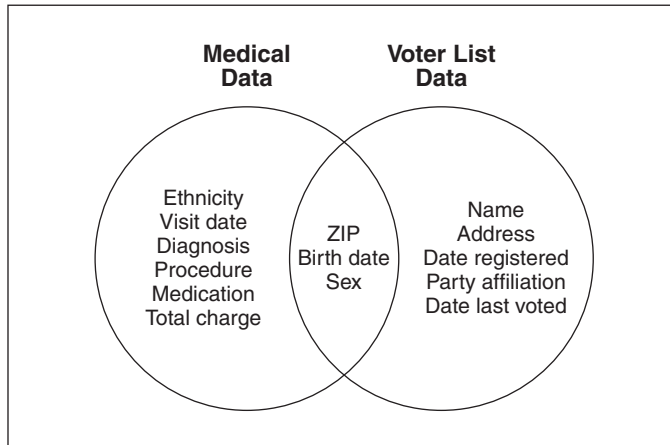 Medical
Data
Voter List
Data
Ethnicity
Visit date
Diagnosis
Procedure
Medication
Total charge
ZIP
Birth date
Sex
Name
Address
Date registered
Party affiliation
Date last voted